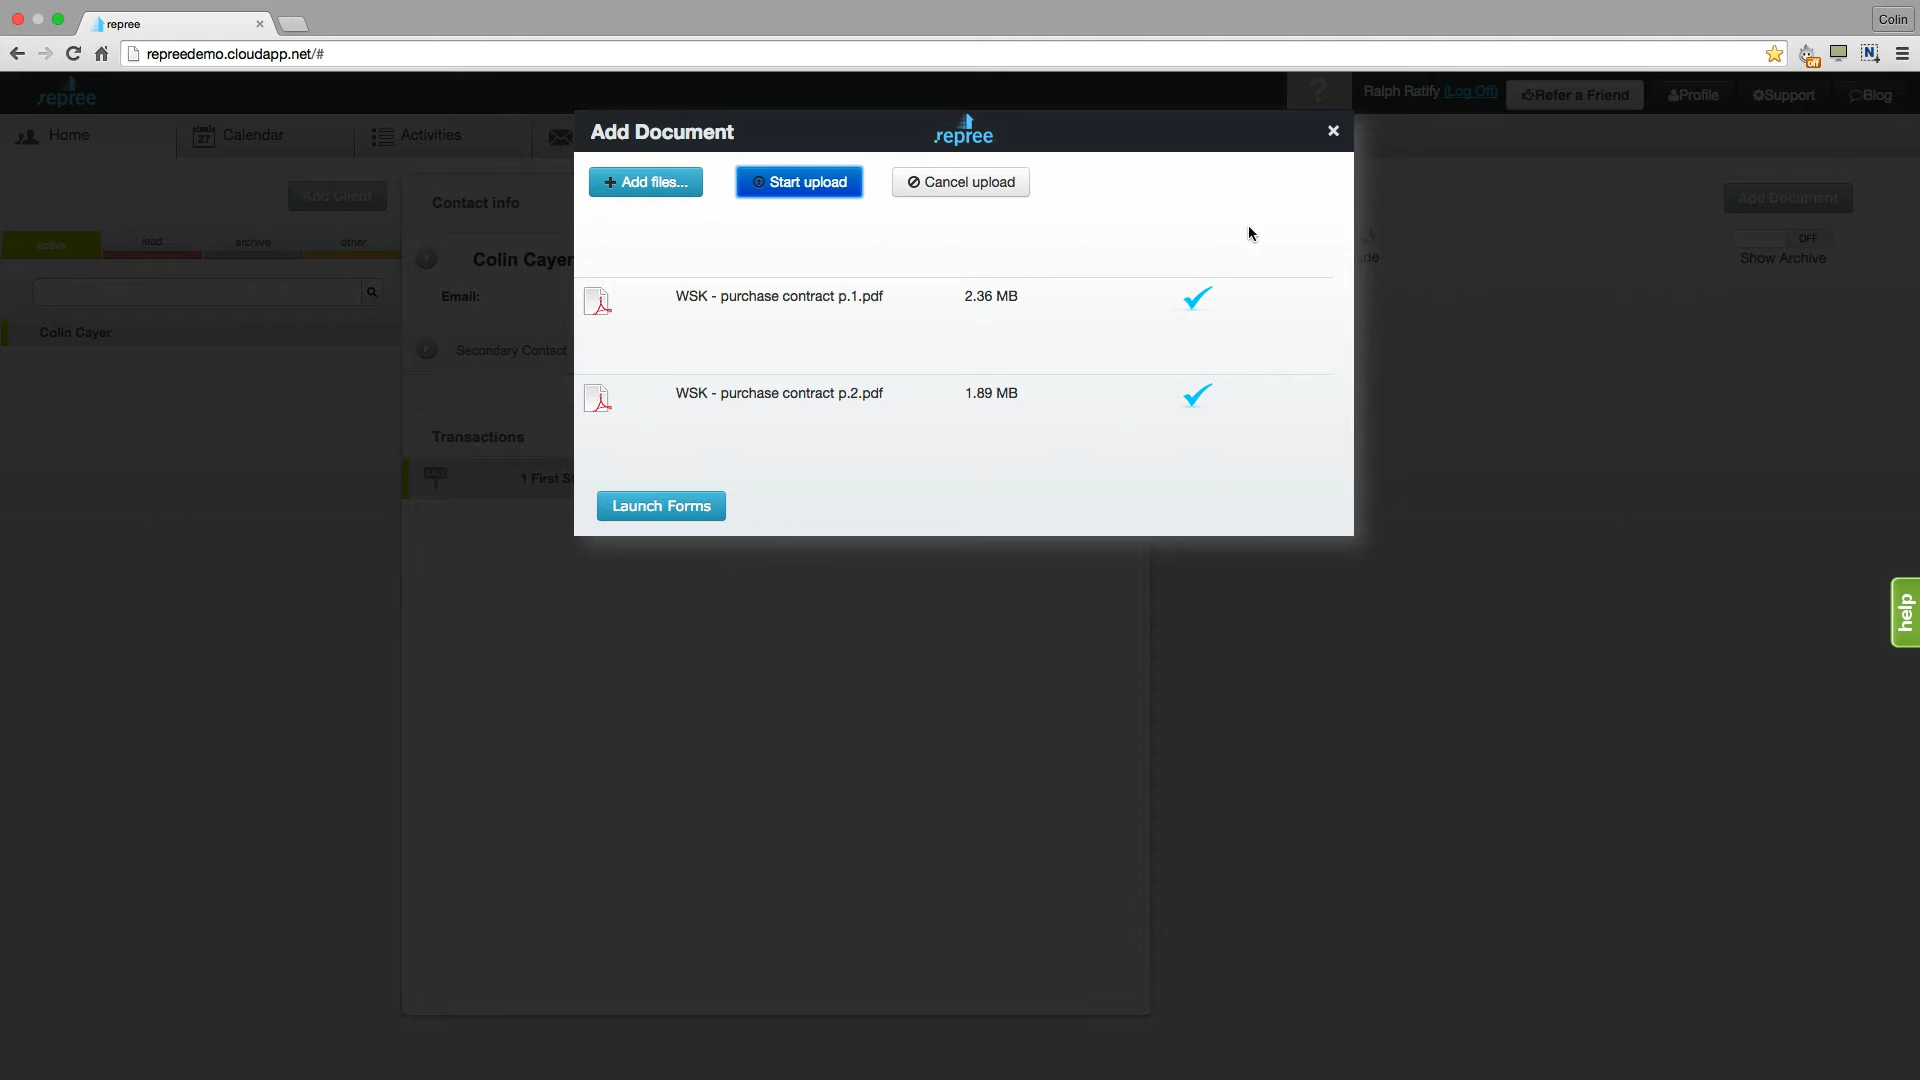 repree
Colin
repreedemo.cloudapp.net/#
.repree
?
Ralph Ratify (Log Off)
Refer a Friend
Profile
Support
Blog
Home
27
Calendar
Activities
Add Document
.repree
×
+ Add files...
Start upload
Cancel upload
Add Client
Contact info
Add Document
active
lead
archive
other
OFF
Show Archive
Colin Cayer
Email:
WSK - purchase contract p.1.pdf
2.36 MB
Colin Cayer
Secondary Contact
WSK - purchase contract p.2.pdf
1.89 MB
Transactions
1 First S
Launch Forms
help
off
N